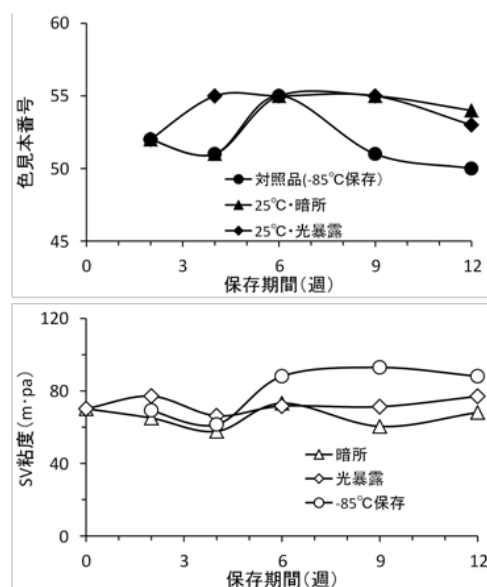 60
55
50
45
色見本番号
対照品(-85℃保存)
25℃・暗所
25℃・光暴露
0 3 6 9 12
保存期間(週)
120
80
40
0
SV粘度(m・pa)
暗所
光暴露
-85℃保存
0 3 6 9 12
保存期間(週)